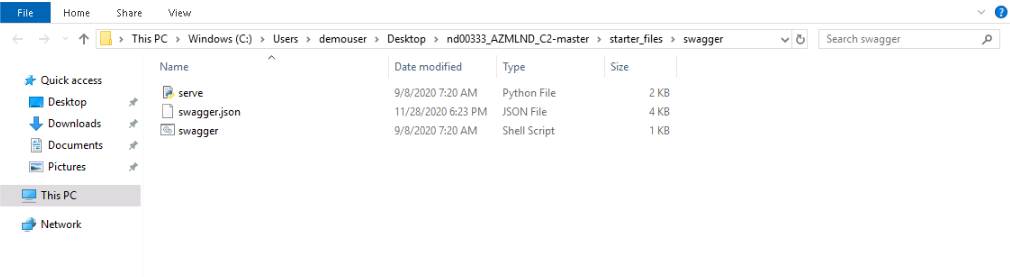 File Home Share View
This PC Windows (C:) Users demouser Desktop nd00333_AZMLND_C2-master starter_files swagger Search swagger
Name Date modified Type Size
Quick access
Desktop
Downloads
Documents
Pictures
This PC
Network
serve 9/8/2020 7:20 AM Python File 2 KB
swagger.json 11/28/2020 6:23 PM JSON File 4 KB
swagger 9/8/2020 7:20 AM Shell Script 1 KB